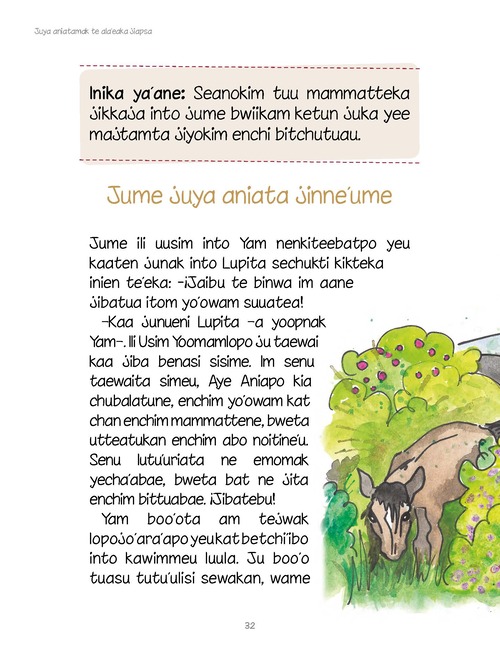 Juya aniatamak te ala'eaka jiapsa
Inika ya'ane: Seanokim tuu mammatteka
jikkaja into jume bwiikam ketun juka yee
majtamta jiyokim enchi bitchutuau.
Jume juya aniata jinne'ume
Jume ili uusim into Yam nenkiteebatpo yeu
kaaten junak into Lupita sechukti kikteka
inien te'eka: –¡Jaibu te binwa im aane
jibatua itom yo'owam suuatea!
–Kaa junueni Lupita –a yoopnak
Yam–. Ili Usim Yoomamlopo ju taewai
kaa jiba benasi sisime. Im senu
taewaita simeu, Aye Aniapo kia
chubalatune, enchim yo'owam kat
chan enchim mammattene, bweta
utteatukan enchim abo noitine'u.
Senu lutu'uriata ne emomak
yecha'abae, bweta bat ne jita
enchim bittuabae. ¡Jibatebu!
Yam boo'ota am tejwak
lopojo'ara'apo yeu kat betchi'ibo
into kawimmeu luula. Ju boo'o
tuasu tutu'ulisi sewakan, wame
32